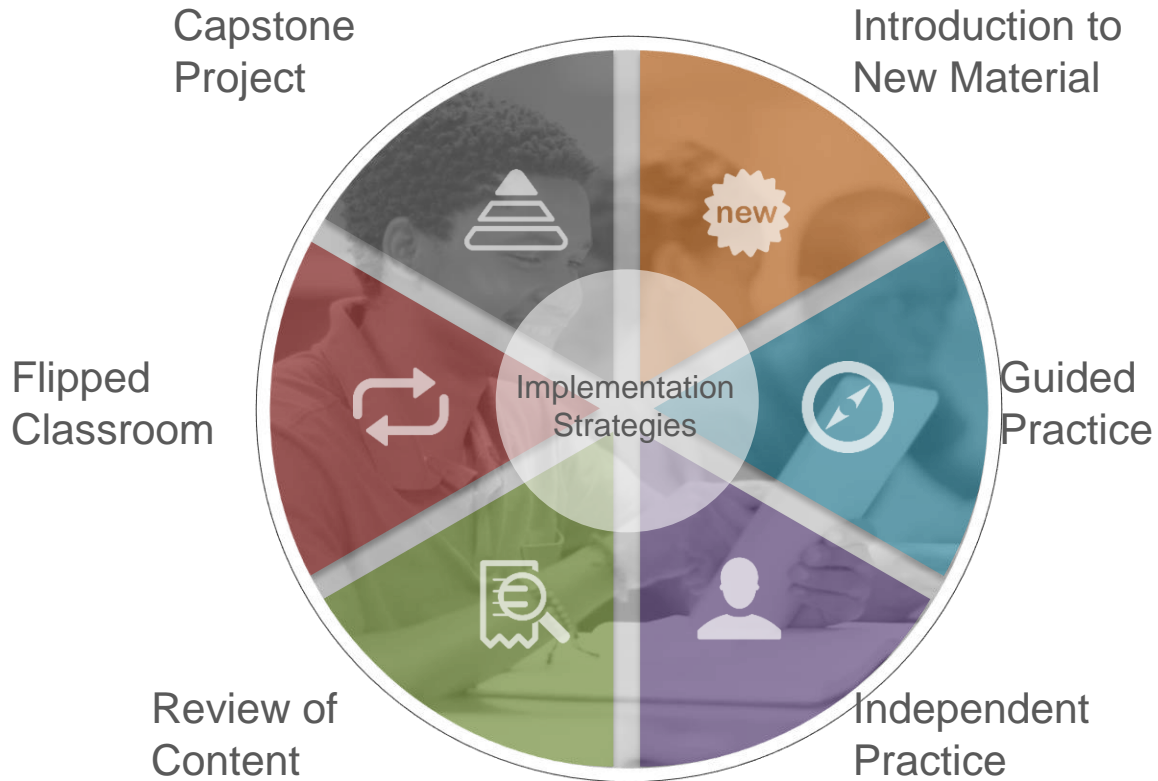 Capstone
Project
Introduction to
New Material
new
Flipped
Classroom
Implementation
Strategies
Guided
Practice
Review of
Content
Independent
Practice